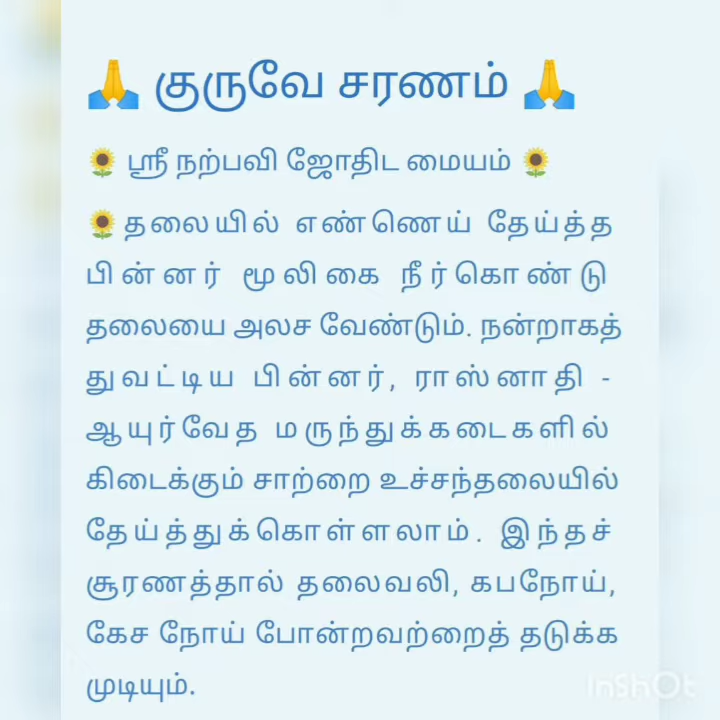 🙏 குருவே சரணம் 🙏
🌻 ஸ்ரீ நற்பவி ஜோதிட மையம் 🌻
🌻 தலையில் எண்ணெய் தேய்த்த
பின்னர் மூலிகை நீர்கொண்டு
தலையை அலச வேண்டும். நன்றாகத்
துவட்டிய பின்னர், ராஸ்னாதி -
ஆயுர்வேத மருந்துக்கடைகளில்
கிடைக்கும் சாற்றை உச்சந்தலையில்
தேய்த்துக்கொள்ளலாம். இந்தச்
சூரணத்தால் தலைவலி, கபநோய்,
கேச நோய் போன்றவற்றைத் தடுக்க
முடியும்.
InShOt